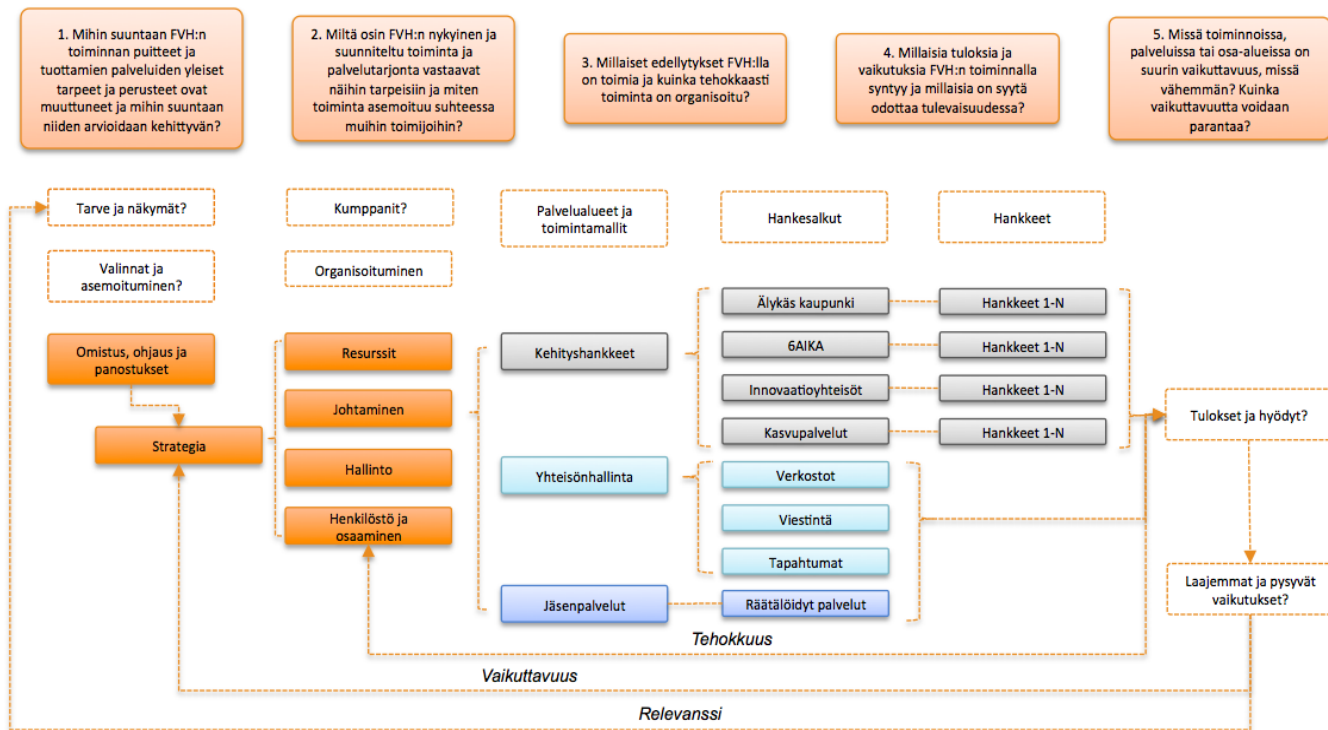 1. Mihin suuntaan FVH:n
toiminnan puitteet ja
tuottamien palveluiden yleiset
tarpeet ja perusteet ovat
muuttuneet ja mihin suuntaan
niiden arvioidaan kehittyvän?
2. Miltä osin FVH:n nykyinen ja
suunniteltu toiminta ja
palvelutarjonta vastaavat
näihin tarpeisiin ja miten
toiminta asemoituu suhteessa
muihin toimijoihin?
3. Millaiset edellytykset FVH:lla
on toimia ja kuinka tehokkaasti
toiminta on organisoitu?
4. Millaisia tuloksia ja
vaikutuksia FVH:n toiminnalla
syntyy ja millaisia on syytä
odottaa tulevaisuudessa?
5. Missä toiminnoissa,
palveluissa tai osa-alueissa on
suurin vaikuttavuus, missä
vähemmän? Kuinka
vaikuttavuutta voidaan
parantaa?
Tarve ja näkymät?
Kumppanit?
Palvelualueet ja
toimintamallit
Hankesalkut
Hankkeet
Valinnat ja
asemoituminen?
Organisoituminen
Omistus, ohjaus ja
panostukset
Strategia
Resurssit
Johtaminen
Hallinto
Henkilöstö ja
osaaminen
Kehityshankkeet
Yhteisönhallinta
Jäsenpalvelut
Älykäs kaupunki
Hankkeet 1-N
6AIKA
Hankkeet 1-N
Innovaatioyhteisöt
Hankkeet 1-N
Kasvupalvelut
Hankkeet 1-N
Verkostot
Viestintä
Tapahtumat
Räätälöidyt palvelut
Tulokset ja hyödyt?
Laajemmat ja pysyvät
vaikutukset?
Tehokkuus
Vaikuttavuus
Relevanssi